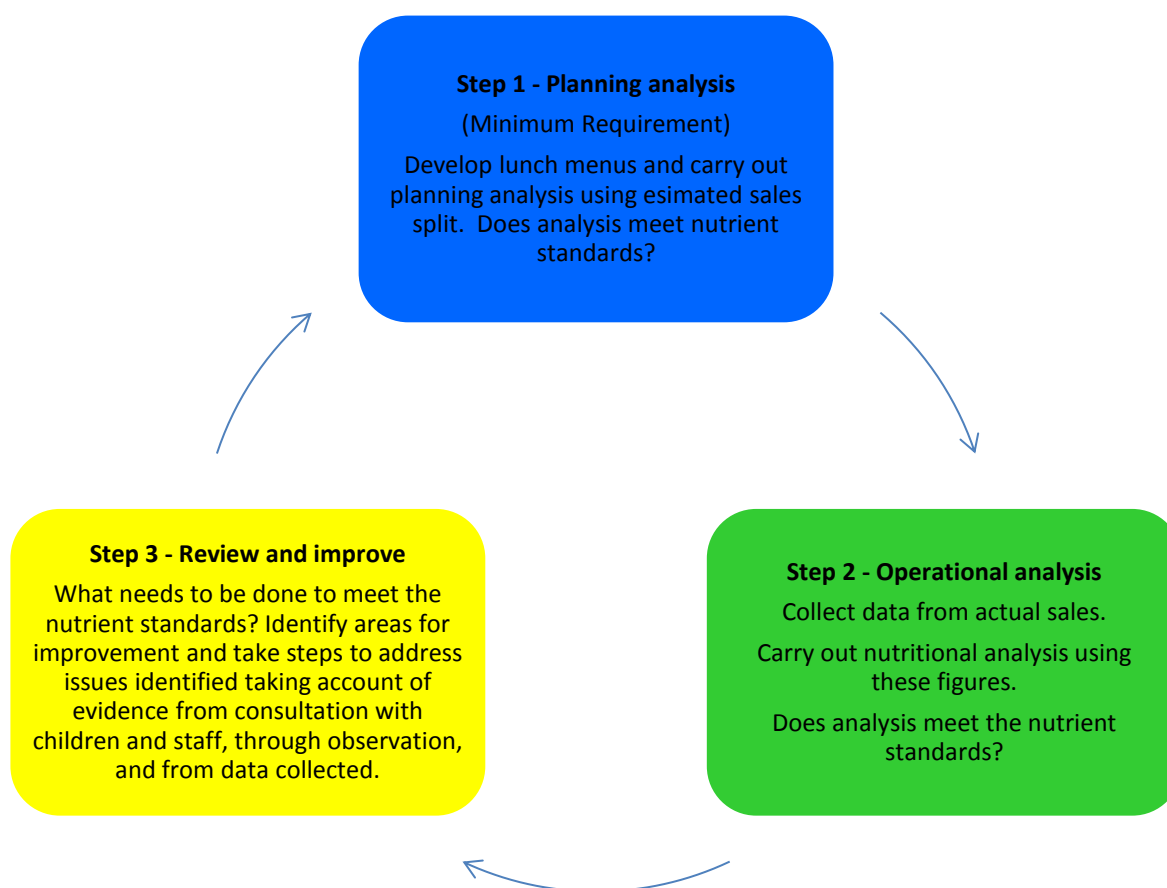 Step 1 - Planning analysis
(Minimum Requirement)
Develop lunch menus and carry out
planning analysis using esimated sales
split.  Does analysis meet nutrient
standards?
Step 2 - Operational analysis
Collect data from actual sales.
Carry out nutritional analysis using
these figures.
Does analysis meet the nutrient
standards?
Step 3 - Review and improve
What needs to be done to meet the
nutrient standards? Identify areas for
improvement and take steps to address
issues identified taking account of
evidence from consultation with
children and staff, through observation,
and from data collected.